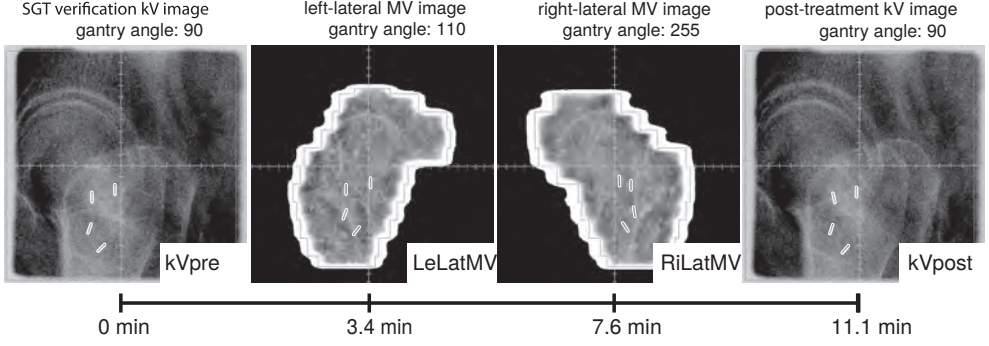 SGT verification kV image
gantry angle: 90
left-lateral MV image
gantry angle: 110
right-lateral MV image
gantry angle: 255
post-treatment kV image
gantry angle: 90
kVpre
LeLatMV
RiLatMV
kVpost
0 min
3.4 min
7.6 min
11.1 min